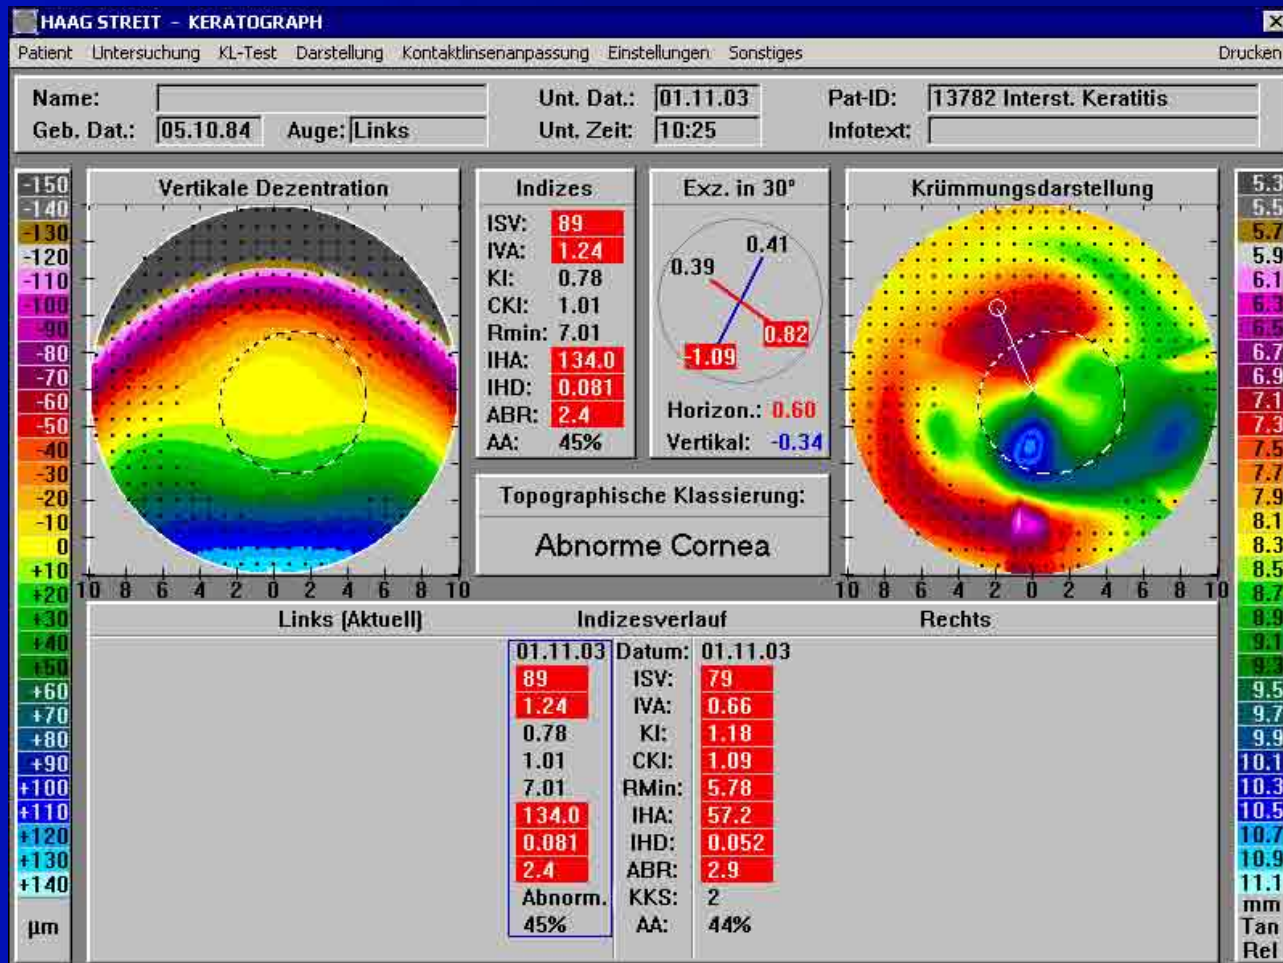 HAAG STREIT - KERATOGRAPH
Patient Untersuchung KL-Test Darstellung Kontaktlinsenanpassung Einstellungen Sonstiges Drucken
Name: Unt. Dat.: 01.11.03 Pat-ID: 13782 Interst. Keratitis
Geb. Dat.: 05.10.84 Auge: Links Unt. Zeit: 10:25 Infotext:
Vertikale Dezentration
-150
-140
-130
-120
-110
-100
-90
-80
-70
-60
-50
-40
-30
-20
-10
0
+10
+20
+30
+40
+50
+60
+70
+80
+90
+100
+110
+120
+130
+140
µm
10 8 6 4 2 0 2 4 6 8 10
Indizes
ISV: 89
IVA: 1.24
KI: 0.78
CKI: 1.01
Rmin: 7.01
IHA: 134.0
IHD: 0.081
ABR: 2.4
AA: 45%
Exz. in 30°
0.41
0.39
0.82
-1.09
Horizon.: 0.60
Vertikal: -0.34
Topographische Klassierung:
Abnorme Cornea
Krümmungsdarstellung
10 8 6 4 2 0 2 4 6 8 10
5.3
5.5
5.7
5.9
6.1
6.3
6.5
6.7
6.9
7.1
7.3
7.5
7.7
7.9
8.1
8.3
8.5
8.7
8.9
9.1
9.3
9.5
9.7
9.9
10.1
10.3
10.5
10.7
10.9
11.1
mm
Tan
Rel
Links (Aktuell) Indizesverlauf Rechts
01.11.03 Datum: 01.11.03
89 ISV: 79
1.24 IVA: 0.66
0.78 KI: 1.18
1.01 CKI: 1.09
7.01 RMin: 5.78
134.0 IHA: 57.2
0.081 IHD: 0.052
2.4 ABR: 2.9
Abnorm. KKS: 2
45% AA: 44%